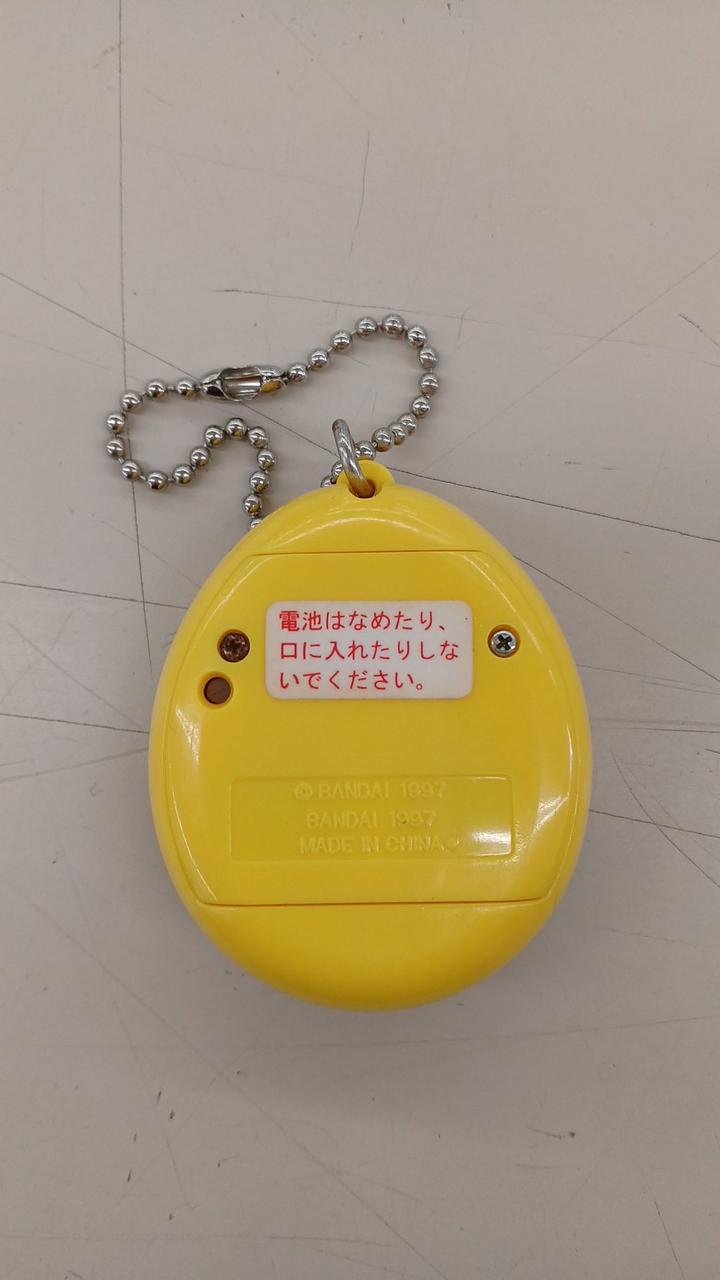 電池はなめたり、
口に入れたりしな
いでください。
© BANDAI 1997
BANDAI 1997
MADE IN CHINA